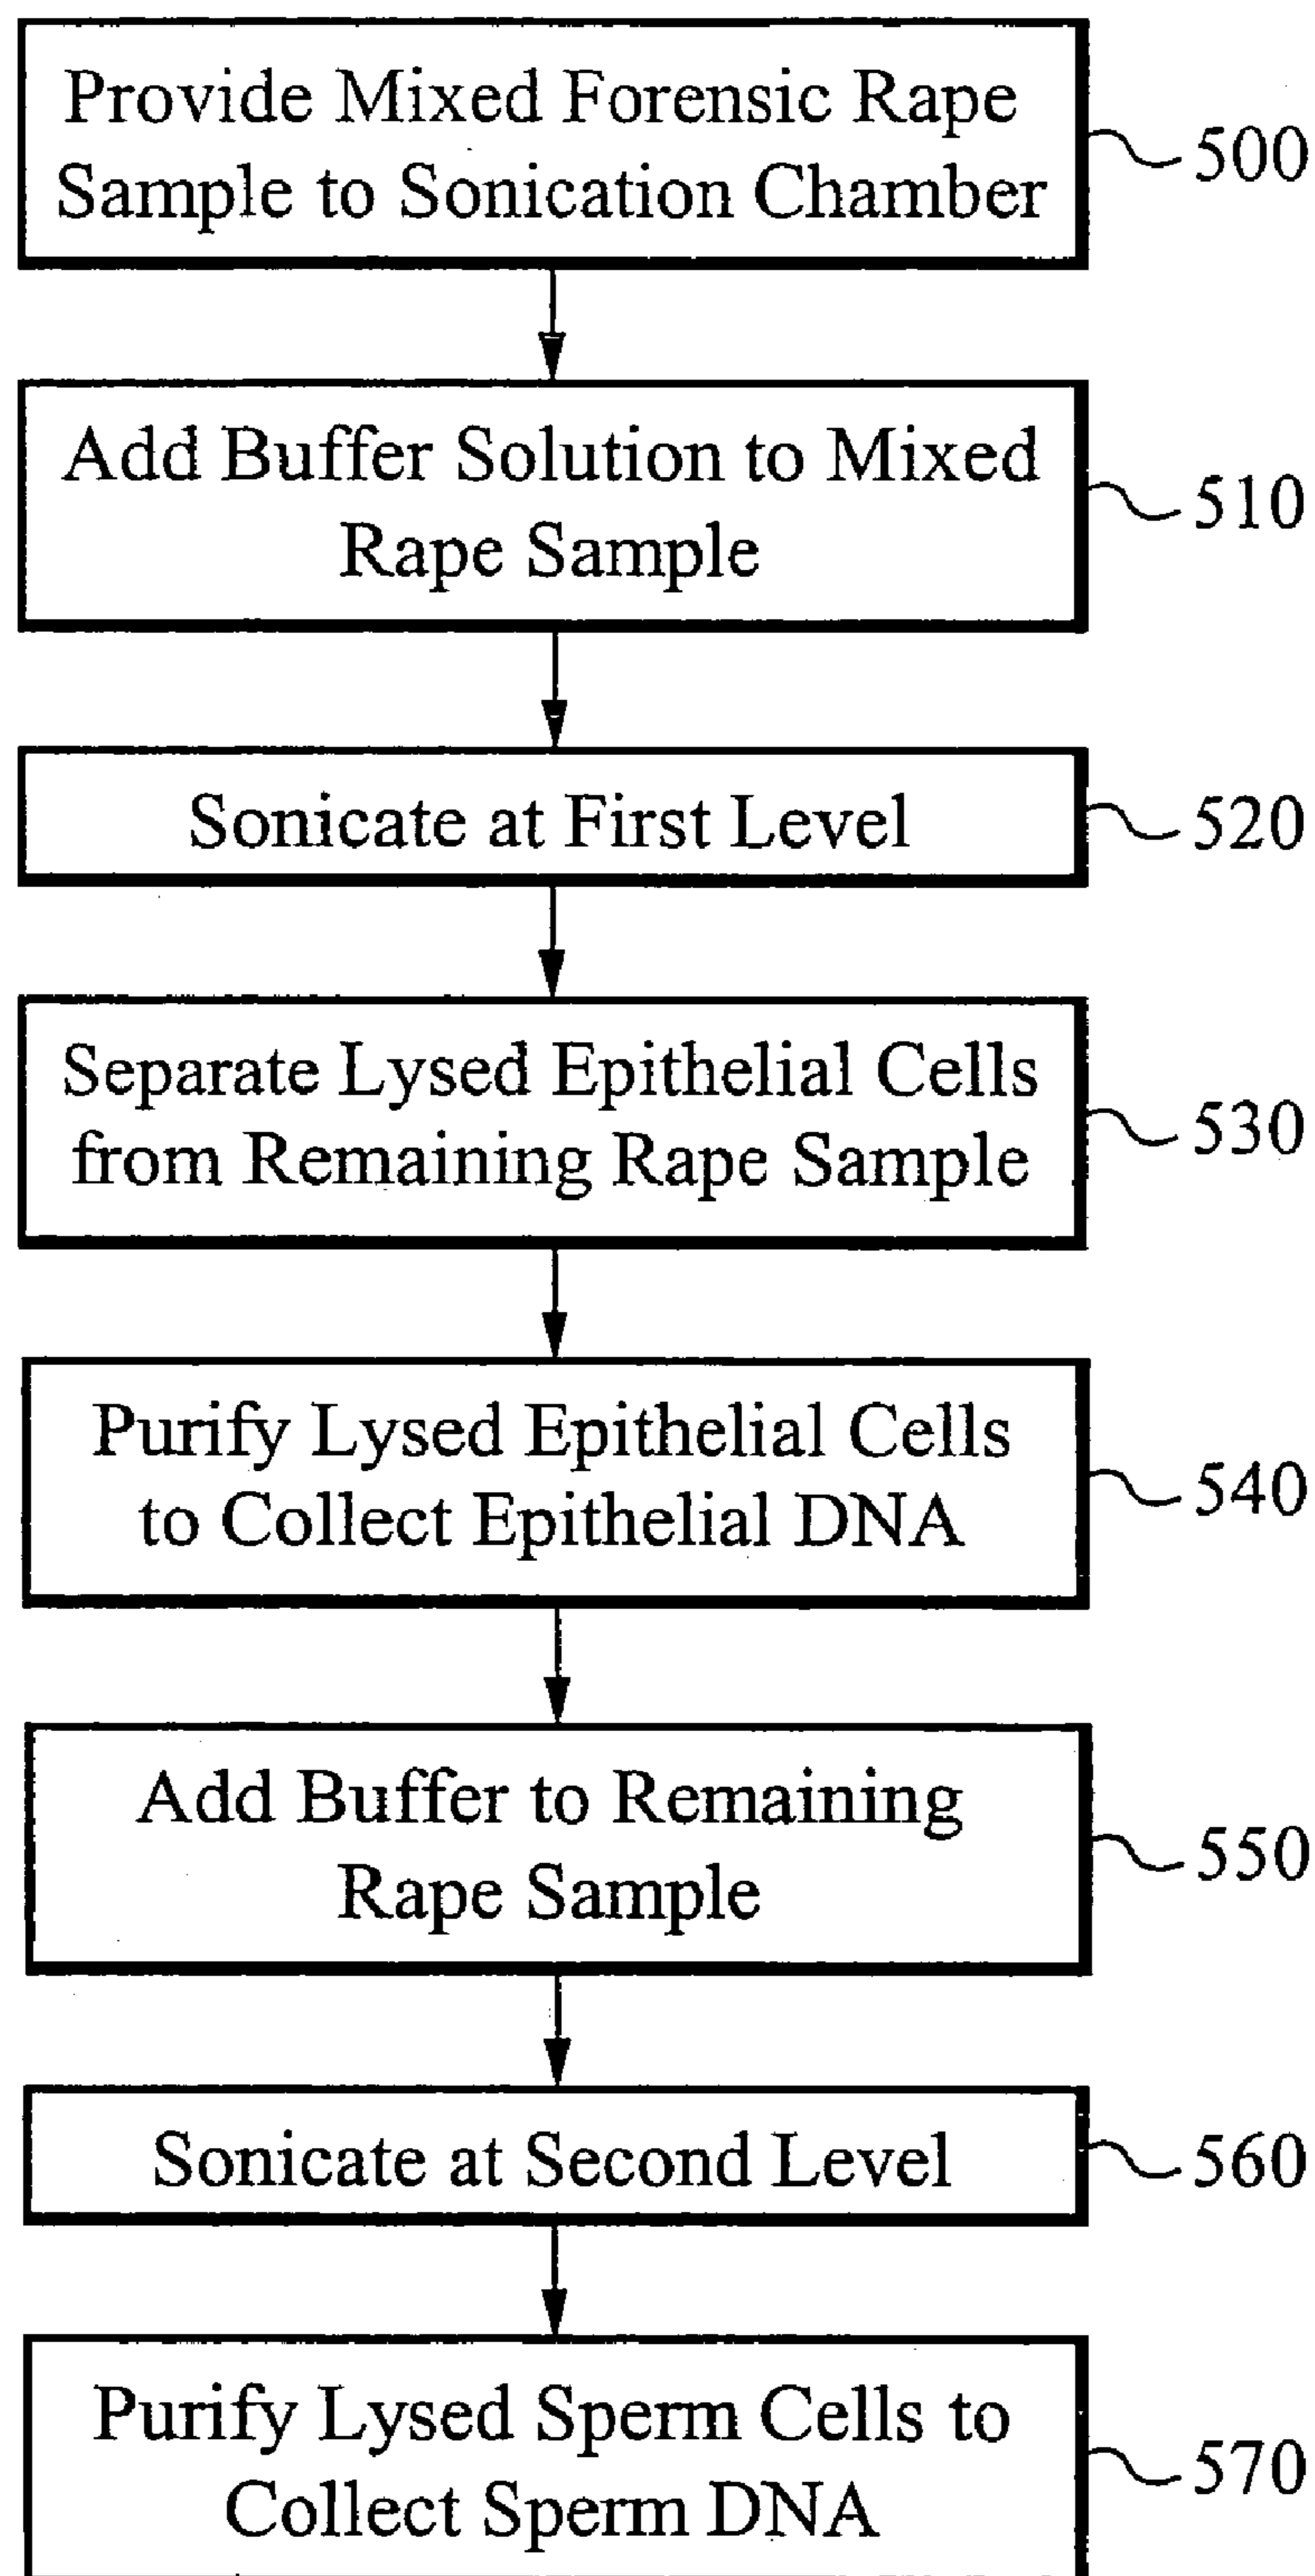 Provide Mixed Forensic Rape
Sample to Sonication Chamber
500
Add Buffer Solution to Mixed
Rape Sample
510
Sonicate at First Level
520
Separate Lysed Epithelial Cells
from Remaining Rape Sample
530
Purify Lysed Epithelial Cells
to Collect Epithelial DNA
540
Add Buffer to Remaining
Rape Sample
550
Sonicate at Second Level
560
Purify Lysed Sperm Cells to
Collect Sperm DNA
570